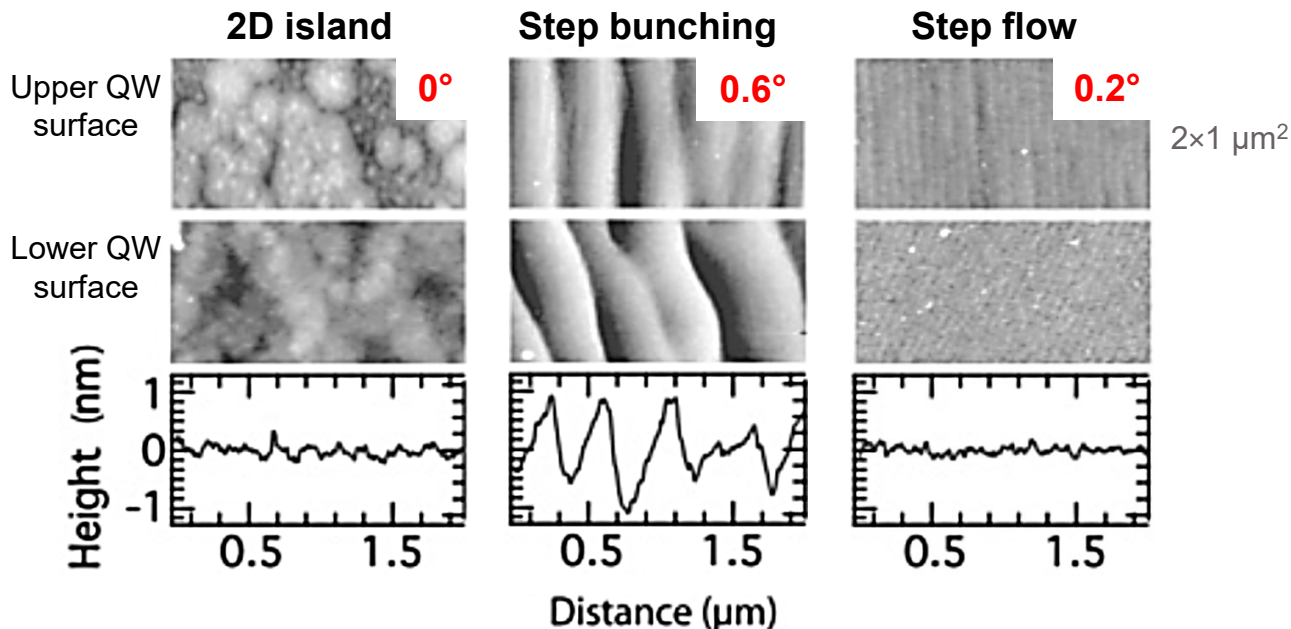 2D island
Step bunching
Step flow
Upper QW
surface
0°
0.6°
0.2°
2×1 μm²
Lower QW
surface
Height (nm)
1
0
-1
0.5
1.5
0.5
1.5
0.5
1.5
Distance (μm)